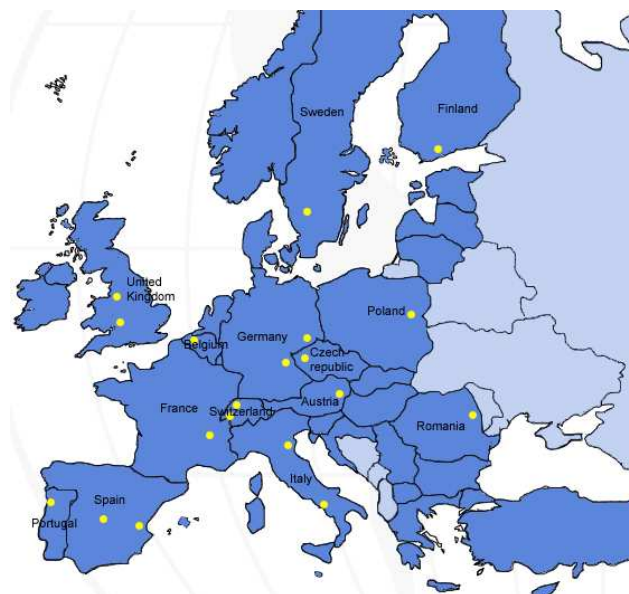 Sweden
Finland
United
Kingdom
Poland
Germany
Belgium
Czech
republic
Austria
France
Switzerland
Romania
Italy
Spain
Portugal